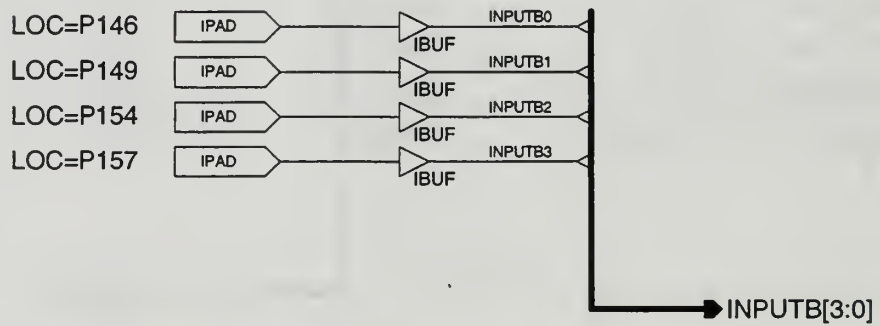 LOC=P146 IPAD IBUF INPUTB0
LOC=P149 IPAD IBUF INPUTB1
LOC=P154 IPAD IBUF INPUTB2
LOC=P157 IPAD IBUF INPUTB3
INPUTB[3:0]